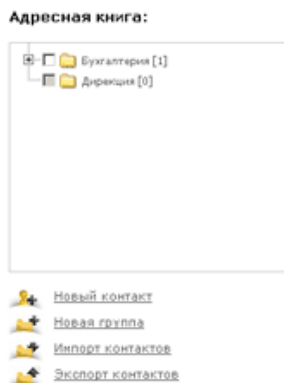 Адресная книга:
Бухгалтерия [1]
Дирекция [0]
Новый контакт
Новая группа
Импорт контактов
Экспорт контактов